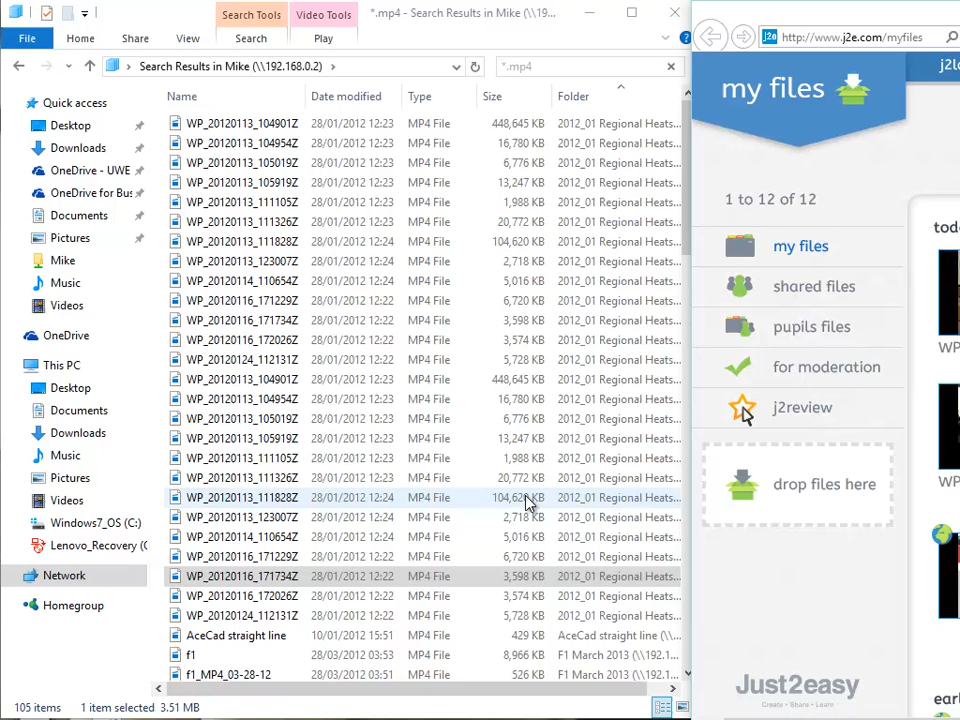 Search Tools Video Tools *.mp4 - Search Results in Mike (\\19...
File Home Share View Search Play
Search Results in Mike (\\192.168.0.2) *.mp4
Name Date modified Type Size Folder
Quick access
Desktop
Downloads
OneDrive - UWE
OneDrive for Bus
Documents
Pictures
Mike
Music
Videos
OneDrive
This PC
Desktop
Documents
Downloads
Music
Pictures
Videos
Windows7_OS (C:)
Lenovo_Recovery (
Network
Homegroup
WP_20120113_104901Z 28/01/2012 12:23 MP4 File 448,645 KB 2012_01 Regional Heats...
WP_20120113_104954Z 28/01/2012 12:23 MP4 File 16,780 KB 2012_01 Regional Heats...
WP_20120113_105019Z 28/01/2012 12:23 MP4 File 6,776 KB 2012_01 Regional Heats...
WP_20120113_105919Z 28/01/2012 12:23 MP4 File 13,247 KB 2012_01 Regional Heats...
WP_20120113_111105Z 28/01/2012 12:23 MP4 File 1,988 KB 2012_01 Regional Heats...
WP_20120113_111326Z 28/01/2012 12:23 MP4 File 20,772 KB 2012_01 Regional Heats...
WP_20120113_111828Z 28/01/2012 12:24 MP4 File 104,620 KB 2012_01 Regional Heats...
WP_20120113_123007Z 28/01/2012 12:24 MP4 File 2,718 KB 2012_01 Regional Heats...
WP_20120114_110654Z 28/01/2012 12:24 MP4 File 5,016 KB 2012_01 Regional Heats...
WP_20120116_171229Z 28/01/2012 12:22 MP4 File 6,720 KB 2012_01 Regional Heats...
WP_20120116_171734Z 28/01/2012 12:22 MP4 File 3,598 KB 2012_01 Regional Heats...
WP_20120116_172026Z 28/01/2012 12:22 MP4 File 3,574 KB 2012_01 Regional Heats...
WP_20120124_112131Z 28/01/2012 12:22 MP4 File 5,728 KB 2012_01 Regional Heats...
WP_20120113_104901Z 28/01/2012 12:23 MP4 File 448,645 KB 2012_01 Regional Heats...
WP_20120113_104954Z 28/01/2012 12:23 MP4 File 16,780 KB 2012_01 Regional Heats...
WP_20120113_105019Z 28/01/2012 12:23 MP4 File 6,776 KB 2012_01 Regional Heats...
WP_20120113_105919Z 28/01/2012 12:23 MP4 File 13,247 KB 2012_01 Regional Heats...
WP_20120113_111105Z 28/01/2012 12:23 MP4 File 1,988 KB 2012_01 Regional Heats...
WP_20120113_111326Z 28/01/2012 12:23 MP4 File 20,772 KB 2012_01 Regional Heats...
WP_20120113_111828Z 28/01/2012 12:24 MP4 File 104,620 KB 2012_01 Regional Heats...
WP_20120113_123007Z 28/01/2012 12:24 MP4 File 2,718 KB 2012_01 Regional Heats...
WP_20120114_110654Z 28/01/2012 12:24 MP4 File 5,016 KB 2012_01 Regional Heats...
WP_20120116_171229Z 28/01/2012 12:22 MP4 File 6,720 KB 2012_01 Regional Heats...
WP_20120116_171734Z 28/01/2012 12:22 MP4 File 3,598 KB 2012_01 Regional Heats...
WP_20120116_172026Z 28/01/2012 12:22 MP4 File 3,574 KB 2012_01 Regional Heats...
WP_20120124_112131Z 28/01/2012 12:22 MP4 File 5,728 KB 2012_01 Regional Heats...
AceCad straight line 10/01/2012 15:51 MP4 File 429 KB AceCad straight line (\\...
f1 28/03/2012 03:53 MP4 File 8,966 KB F1 March 2013 (\\192.1...
f1_MP4_03-28-12 28/03/2012 03:53 MP4 File 526 KB F1 March 2013 (\\192.1...
105 items 1 item selected 3.51 MB
j2e http://www.j2e.com/myfiles
my files
j2lo
1 to 12 of 12
my files
shared files
pupils files
for moderation
j2review
drop files here
Just2easy
Create • Share • Learn
toda
WP
WP
earl